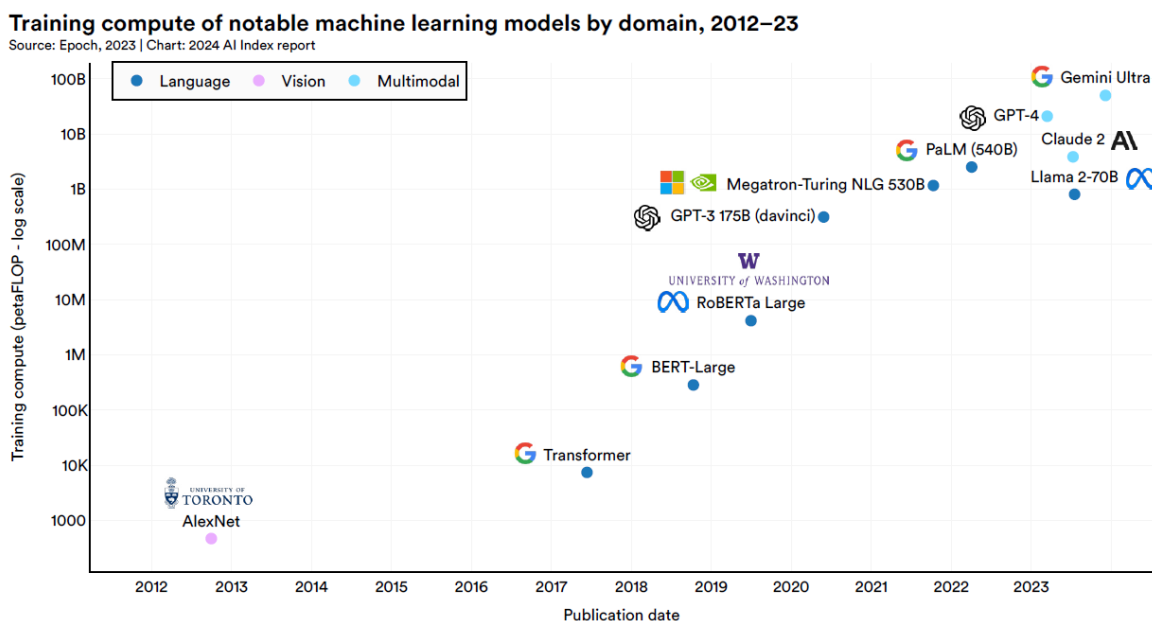 Training compute of notable machine learning models by domain, 2012–23
Source: Epoch, 2023 | Chart: 2024 AI Index report
Language Vision Multimodal
Training compute (petaFLOP - log scale)
100B
10B
1B
100M
10M
1M
100K
10K
1000
Gemini Ultra
GPT-4
Claude 2 AI
PaLM (540B)
Llama 2-70B
Megatron-Turing NLG 530B
GPT-3 175B (davinci)
W
UNIVERSITY of WASHINGTON
RoBERTa Large
BERT-Large
Transformer
UNIVERSITY OF
TORONTO
AlexNet
2012 2013 2014 2015 2016 2017 2018 2019 2020 2021 2022 2023
Publication date